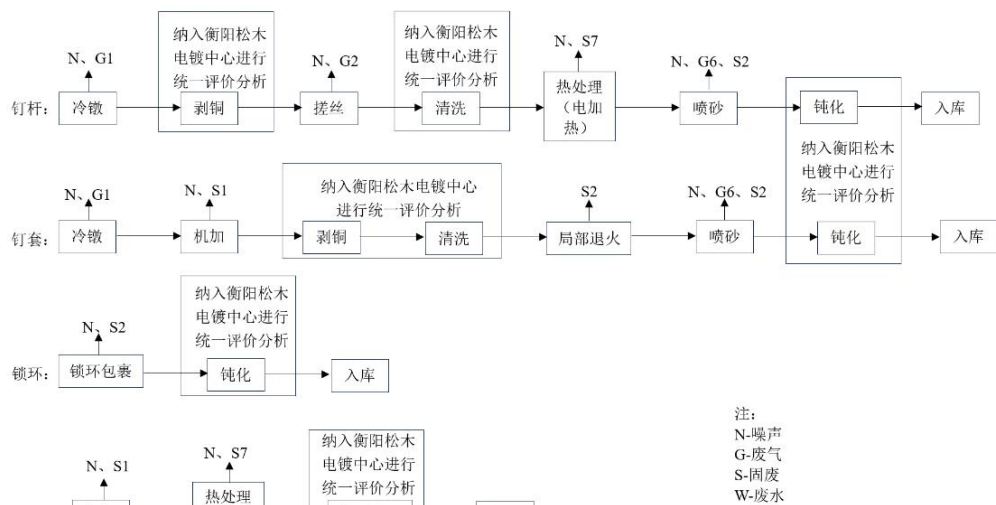 纳入衡阳松木
电镀中心进行
统一评价分析
纳入衡阳松木
电镀中心进行
统一评价分析
N、G1
N、G2
N、S7
N、G6、S2
钉杆：
冷镦
剥铜
搓丝
清洗
热处理
（电加
热）
喷砂
钝化
入库
纳入衡阳松木
电镀中心进行
统一评价分析
N、G1
N、S1
纳入衡阳松木电镀中心
进行统一评价分析
S2
N、G6、S2
钉套：
冷镦
机加
剥铜
清洗
局部退火
喷砂
钝化
入库
纳入衡阳松木
电镀中心进行
统一评价分析
N、S2
锁环：
锁环包裹
钝化
入库
注：
N-噪声
G-废气
S-固废
W-废水
纳入衡阳松木
电镀中心进行
统一评价分析
N、S1
N、S7
热处理